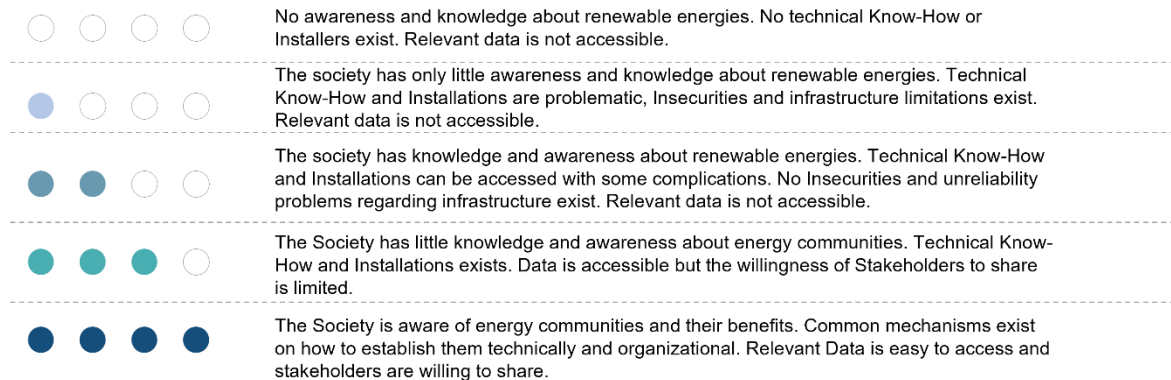 No awareness and knowledge about renewable energies. No technical Know-How or
Installers exist. Relevant data is not accessible.
The society has only little awareness and knowledge about renewable energies. Technical
Know-How and Installations are problematic, Insecurities and infrastructure limitations exist.
Relevant data is not accessible.
The society has knowledge and awareness about renewable energies. Technical Know-How
and Installations can be accessed with some complications. No Insecurities and unreliability
problems regarding infrastructure exist. Relevant data is not accessible.
The Society has little knowledge and awareness about energy communities. Technical Know-
How and Installations exists. Data is accessible but the willingness of Stakeholders to share
is limited.
The Society is aware of energy communities and their benefits. Common mechanisms exist
on how to establish them technically and organizational. Relevant Data is easy to access and
stakeholders are willing to share.